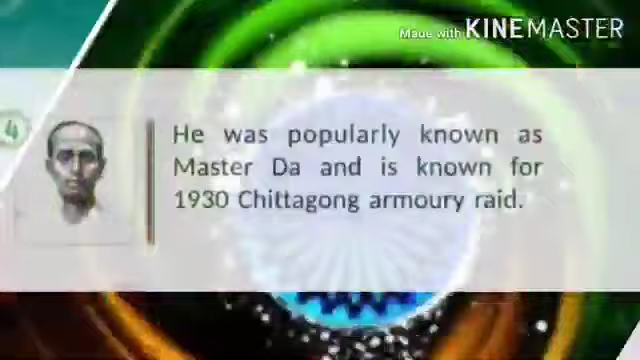 Made with KINEMASTER
4
He was popularly known as
Master Da and is known for
1930 Chittagong armoury raid.